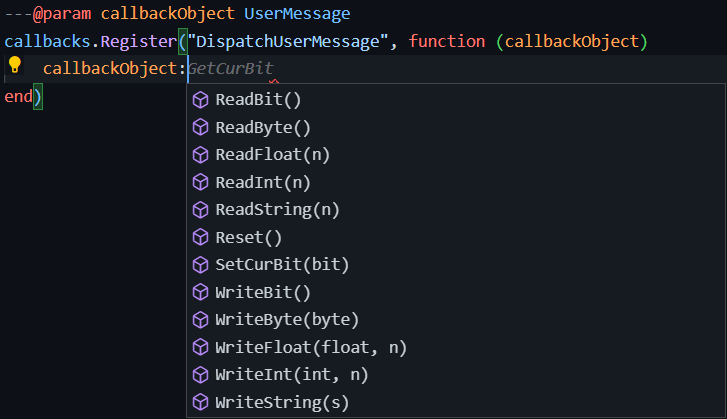 ---@param callbackObject UserMessage
callbacks.Register("DispatchUserMessage", function (callbackObject)
callbackObject:GetCurBit
end)
ReadBit()
ReadByte()
ReadFloat(n)
ReadInt(n)
ReadString(n)
Reset()
SetCurBit(bit)
WriteBit()
WriteByte(byte)
WriteFloat(float, n)
WriteInt(int, n)
WriteString(s)